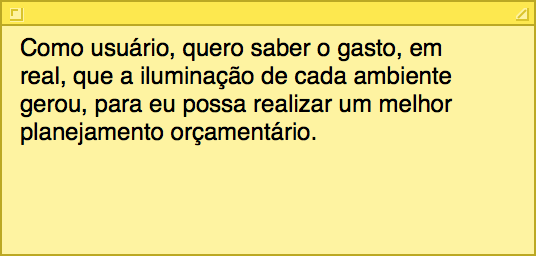 Como usuário, quero saber o gasto, em
real, que a iluminação de cada ambiente
gerou, para eu possa realizar um melhor
planejamento orçamentário.